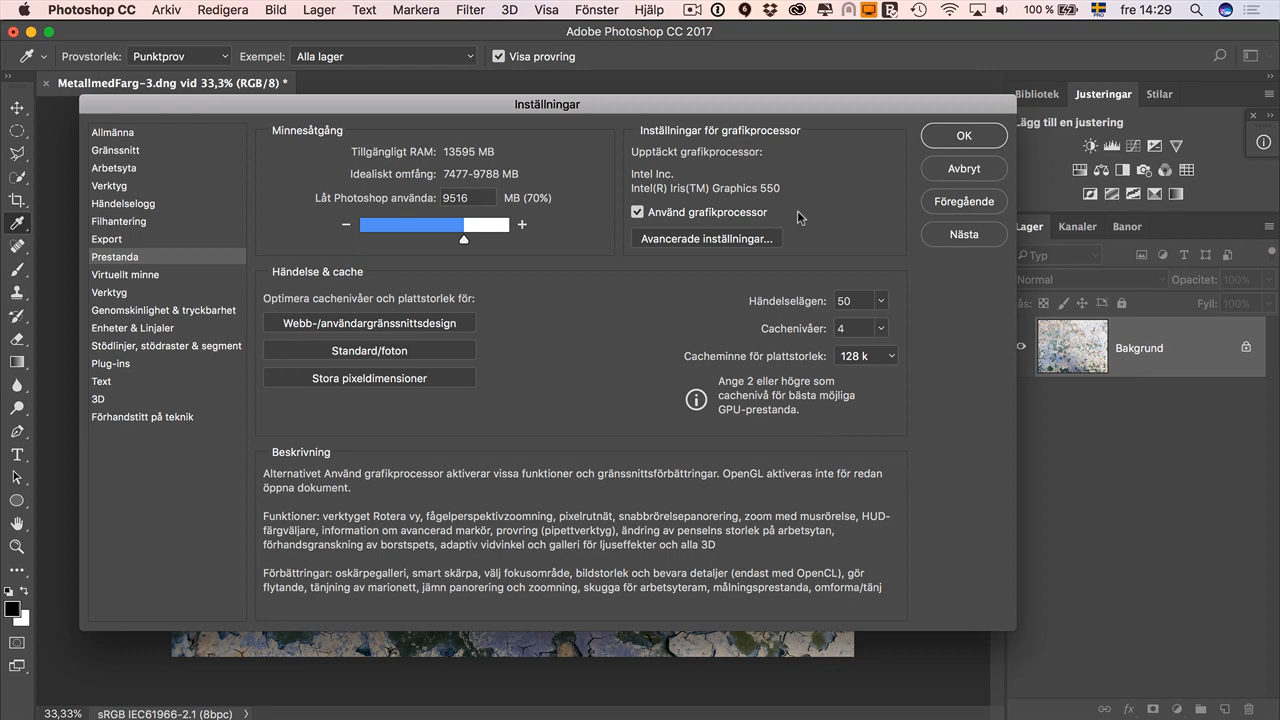 Photoshop CC Arkiv Redigera Bild Lager Text Markera Filter 3D Visa Fönster Hjälp 100 % PRO fre 14:29
Adobe Photoshop CC 2017
Provstorlek: Punktprov Exempel: Alla lager Visa provring
× MetallmedFarg-3.dng vid 33,3% (RGB/8) *
Inställningar
Allmänna
Gränssnitt
Arbetsyta
Verktyg
Händelselogg
Filhantering
Export
Prestanda
Virtuellt minne
Verktyg
Genomskinlighet & tryckbarhet
Enheter & Linjaler
Stödlinjer, stödraster & segment
Plug-ins
Text
3D
Förhandstitt på teknik
Minnesåtgång
Tillgängligt RAM: 13595 MB
Idealiskt omfång: 7477-9788 MB
Låt Photoshop använda: 9516 MB (70%)
− +
Inställningar för grafikprocessor
Upptäckt grafikprocessor:
Intel Inc.
Intel(R) Iris(TM) Graphics 550
Använd grafikprocessor
Avancerade inställningar...
OK
Avbryt
Föregående
Nästa
Händelse & cache
Optimera cachenivåer och plattstorlek för:
Webb-/användargränssnittsdesign
Standard/foton
Stora pixeldimensioner
Händelselägen: 50
Cachenivåer: 4
Cacheminne för plattstorlek: 128 k
Ange 2 eller högre som
cachenivå för bästa möjliga
GPU-prestanda.
Beskrivning
Alternativet Använd grafikprocessor aktiverar vissa funktioner och gränssnittsförbättringar. OpenGL aktiveras inte för redan
öppna dokument.
Funktioner: verktyget Rotera vy, fågelperspektivzoomning, pixelrutnät, snabbrörelsepanorering, zoom med musrörelse, HUD-
färgväljare, information om avancerad markör, provring (pipettverktyg), ändring av penselns storlek på arbetsytan,
förhandsgranskning av borstspets, adaptiv vidvinkel och galleri för ljuseffekter och alla 3D
Förbättringar: oskärpegalleri, smart skärpa, välj fokusområde, bildstorlek och bevara detaljer (endast med OpenCL), gör
flytande, tänjning av marionett, jämn panorering och zoomning, skugga för arbetsyteram, målningsprestanda, omforma/tänj
Bibliotek Justeringar Stilar
Lägg till en justering
Lager Kanaler Banor
Typ
Normal Opacitet: 100%
Lås: Fyll: 100%
Bakgrund
fx
33,33% sRGB IEC61966-2.1 (8bpc)